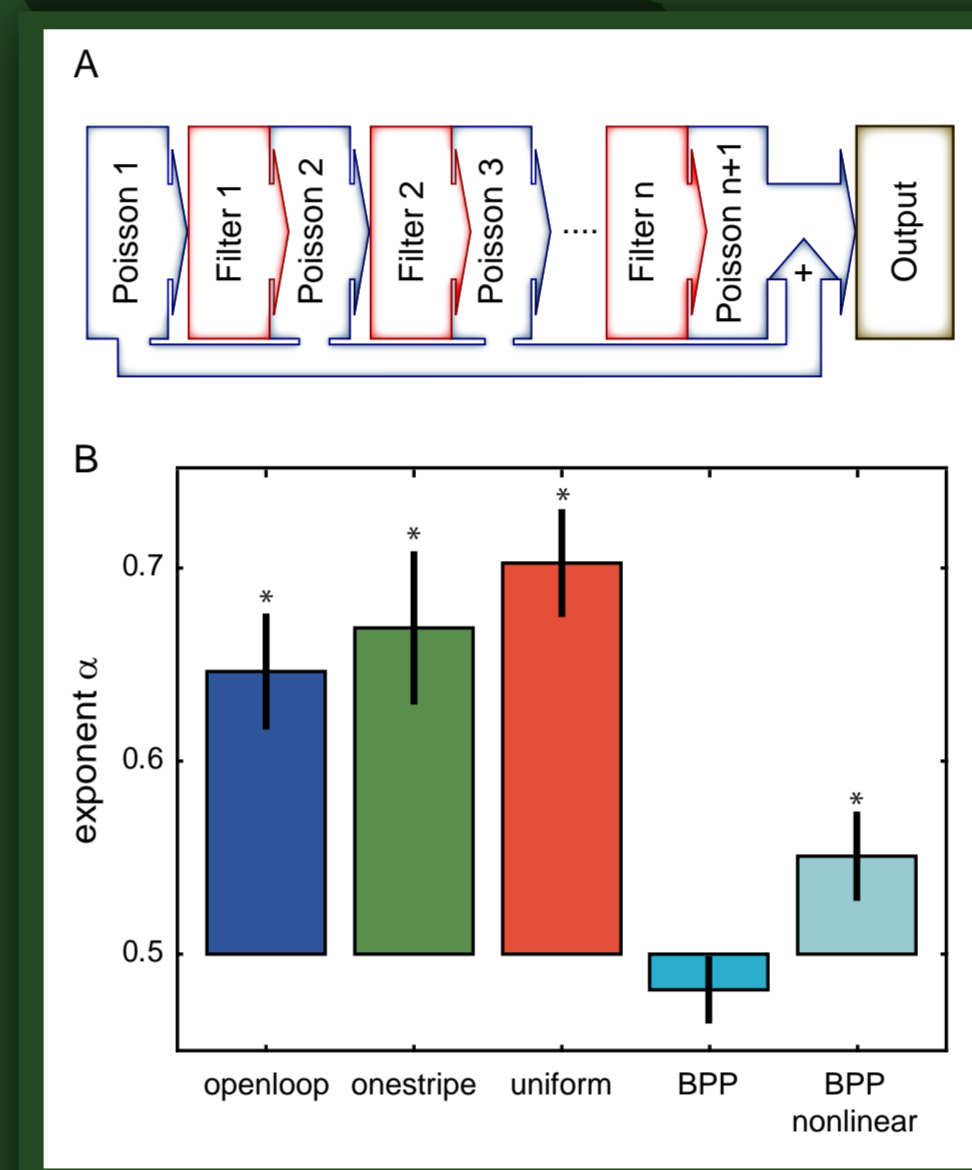 A
Poisson 1
Filter 1
Poisson 2
Filter 2
Poisson 3
....
Filter n
Poisson n+1
+
Output
B
exponent α
0.7
0.6
0.5
*
*
*
*
openloop onestripe uniform BPP BPP
nonlinear